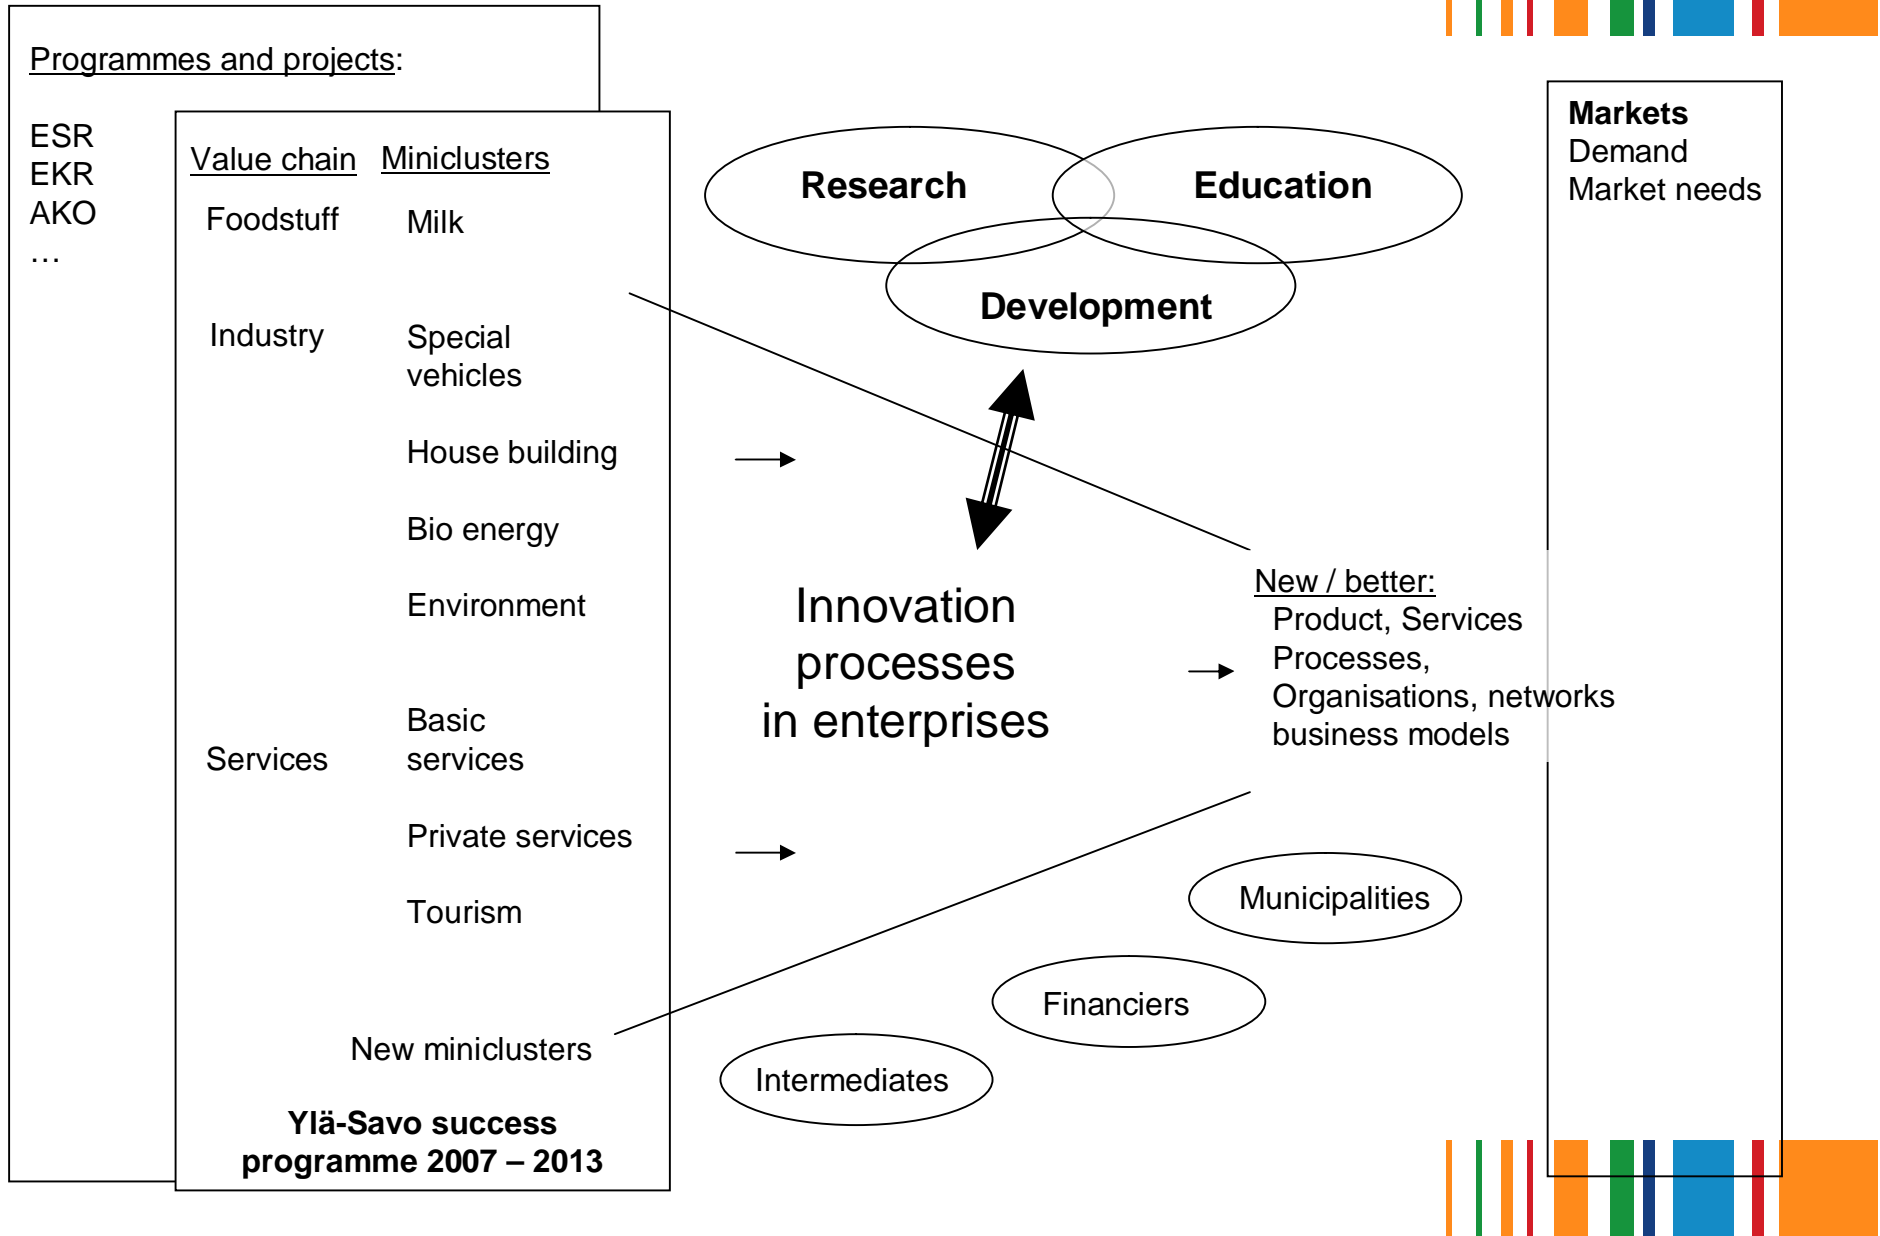 Programmes and projects:
ESR
EKR
AKO
…
Value chain
Miniclusters
Foodstuff
Milk
Industry
Special
vehicles
House building
Bio energy
Environment
Services
Basic
services
Private services
Tourism
New miniclusters
Ylä-Savo success
programme 2007 – 2013
Research
Education
Development
Innovation
processes
in enterprises
New / better:
Product, Services
Processes,
Organisations, networks
business models
Municipalities
Financiers
Intermediates
Markets
Demand
Market needs